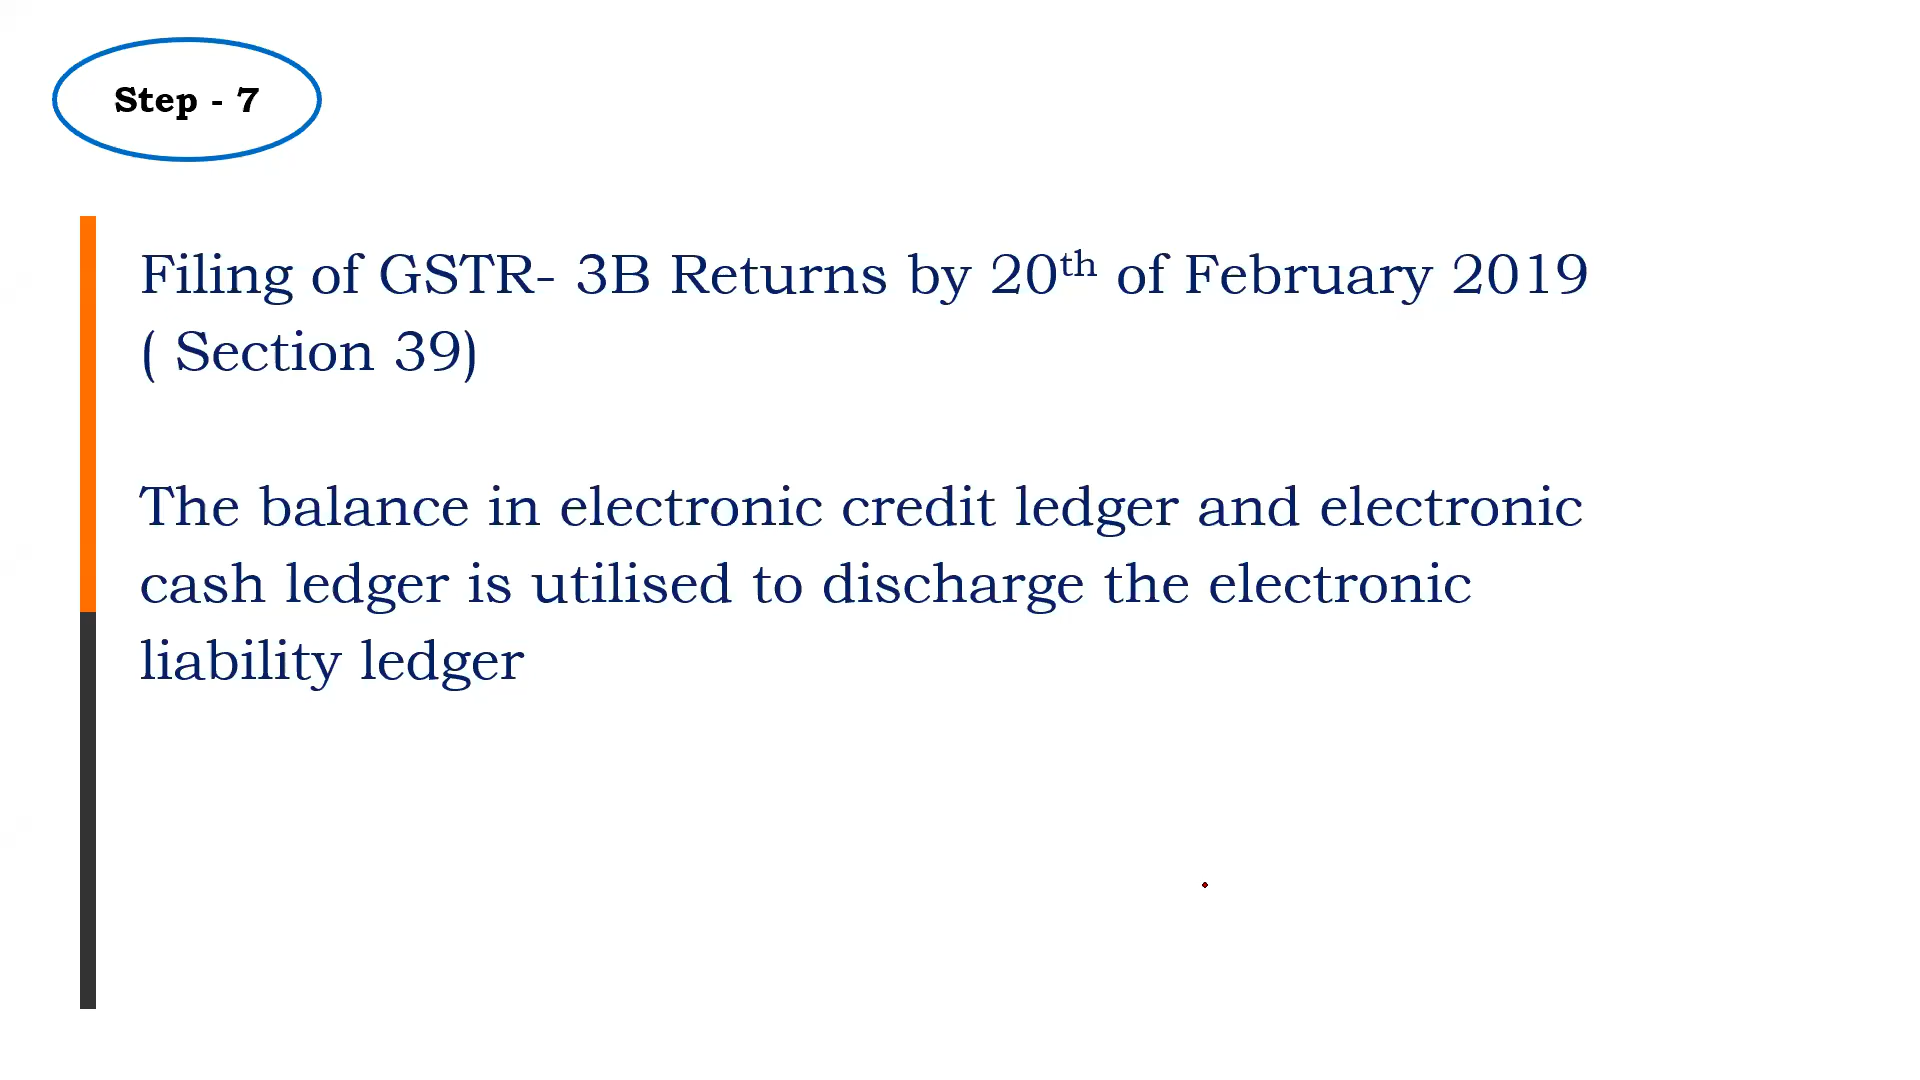 Step - 7
Filing of GSTR- 3B Returns by 20th of February 2019
( Section 39)
The balance in electronic credit ledger and electronic
cash ledger is utilised to discharge the electronic
liability ledger